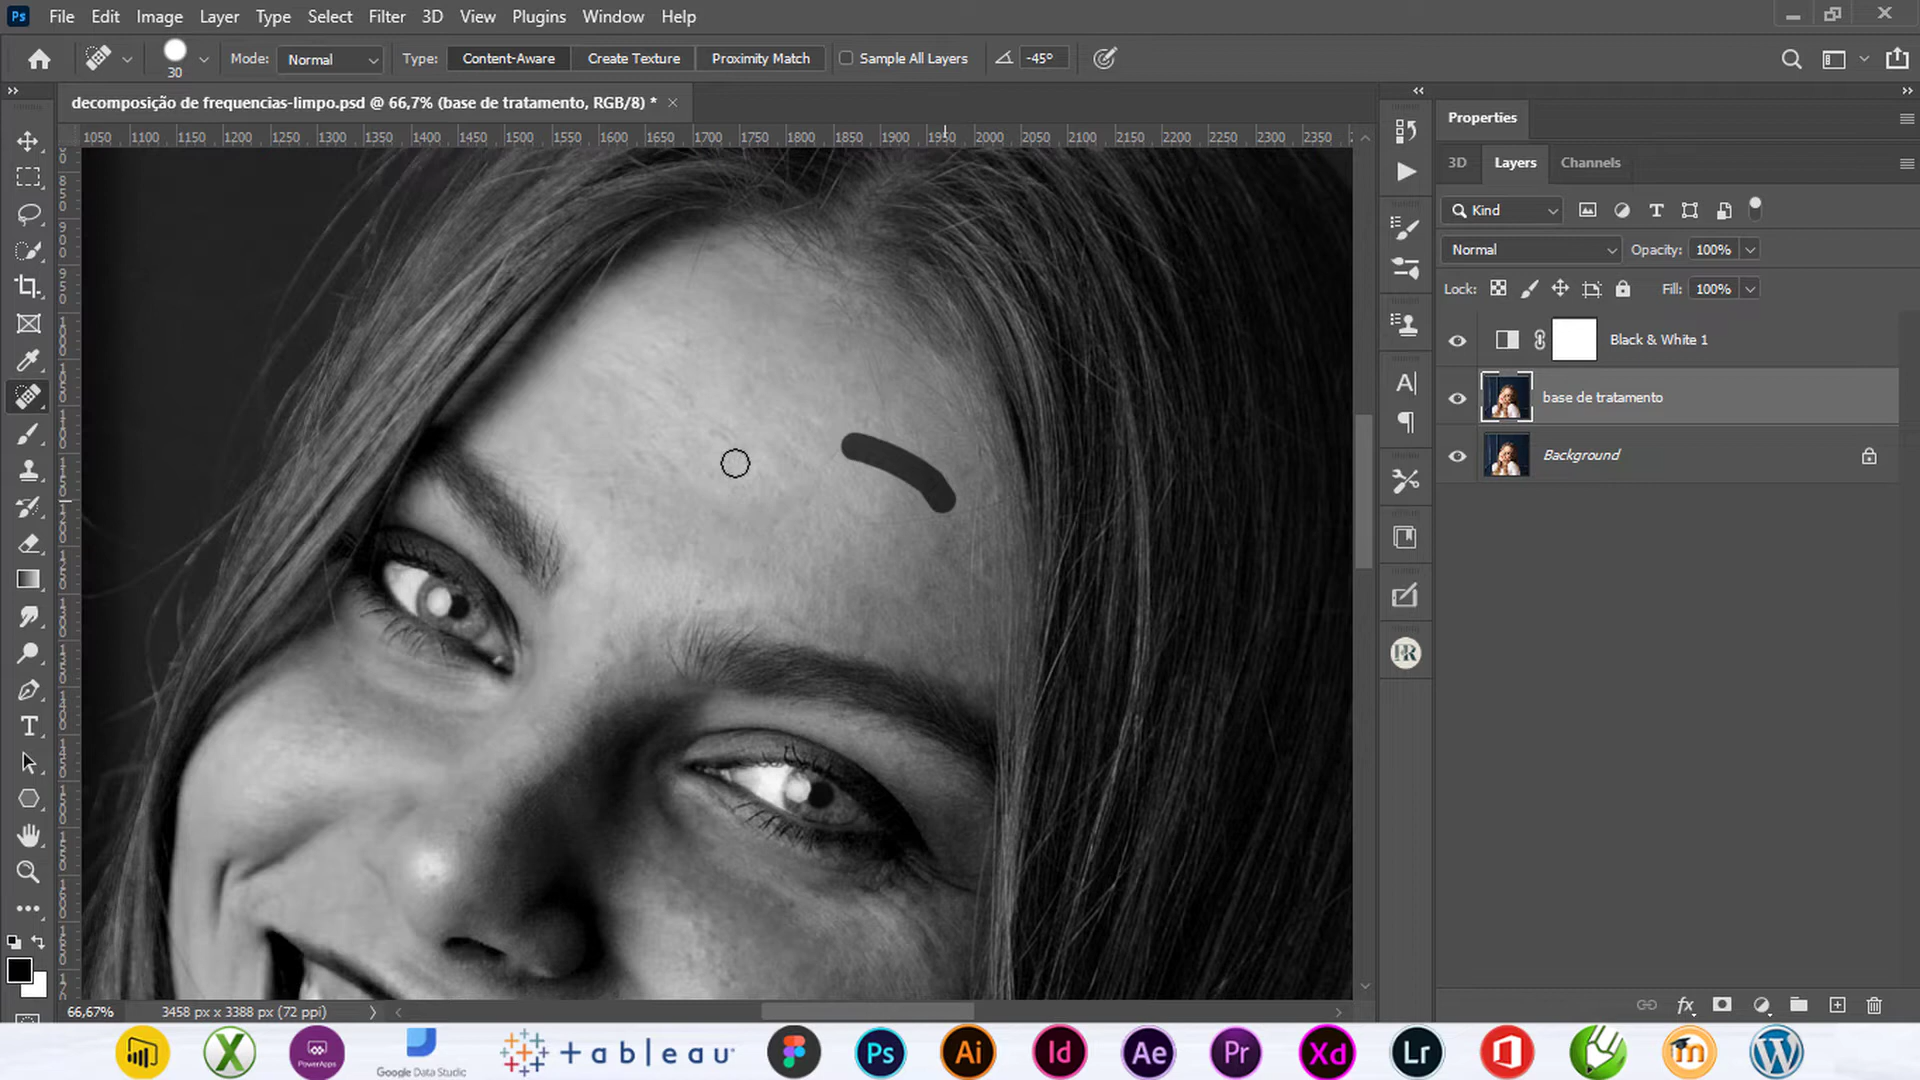 Ps File Edit Image Layer Type Select Filter 3D View Plugins Window Help
30 Mode: Normal Type: Content-Aware Create Texture Proximity Match Sample All Layers -45°
decomposição de frequencias-limpo.psd @ 66,7% (base de tratamento, RGB/8) *
1050 1100 1150 1200 1250 1300 1350 1400 1450 1500 1550 1600 1650 1700 1750 1800 1850 1900 1950 2000 2050 2100 2150 2200 2250 2300 2350
Properties
3D Layers Channels
Kind
Normal Opacity: 100%
Lock: Fill: 100%
Black & White 1
base de tratamento
Background
66,67% 3458 px x 3388 px (72 ppi)
PowerApps
Google Data Studio
+ableau
Ps Ai Id Ae Pr Xd Lr